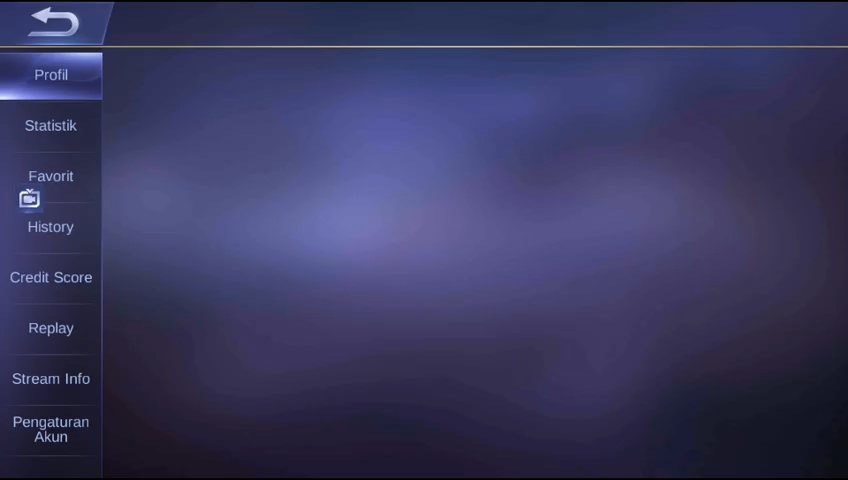 Profil
Statistik
Favorit
History
Credit Score
Replay
Stream Info
Pengaturan
Akun